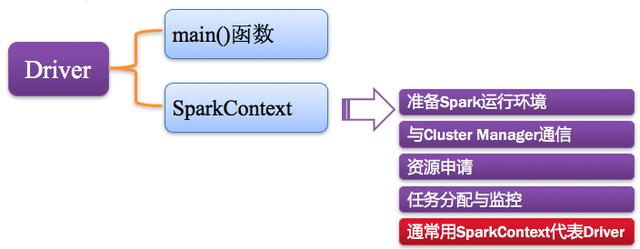 main()函数
Driver
SparkContext
准备Spark运行环境
与Cluster Manager通信
资源申请
任务分配与监控
通常用SparkContext代表Driver